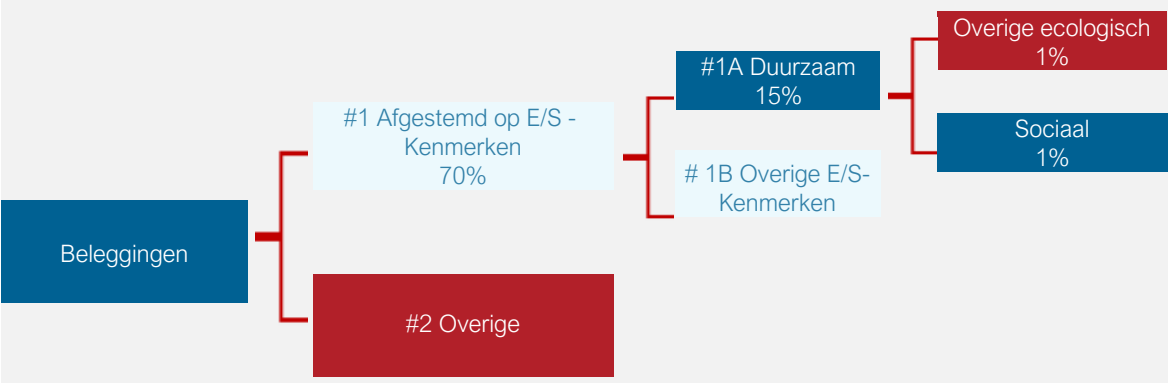 Beleggingen
#1 Afgestemd op E/S -
Kenmerken
70%
#2 Overige
#1A Duurzaam
15%
# 1B Overige E/S-
Kenmerken
Overige ecologisch
1%
Sociaal
1%